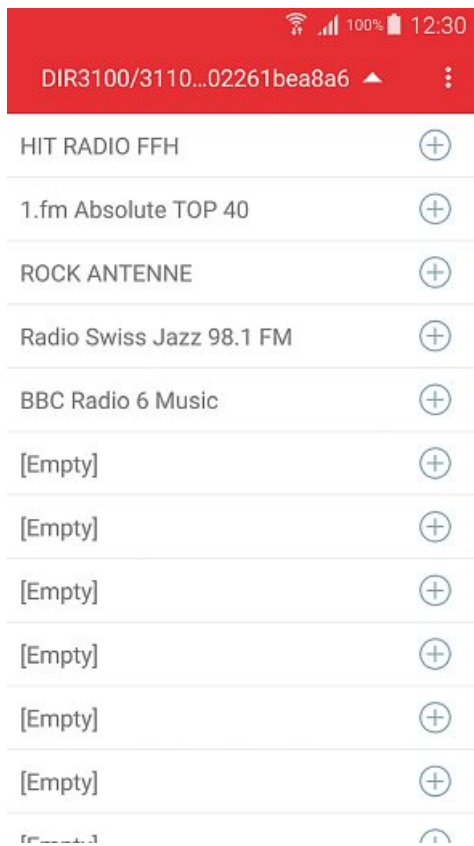 100% 12:30
DIR3100/3110...02261bea8a6
HIT RADIO FFH
1.fm Absolute TOP 40
ROCK ANTENNE
Radio Swiss Jazz 98.1 FM
BBC Radio 6 Music
[Empty]
[Empty]
[Empty]
[Empty]
[Empty]
[Empty]
[Empty]